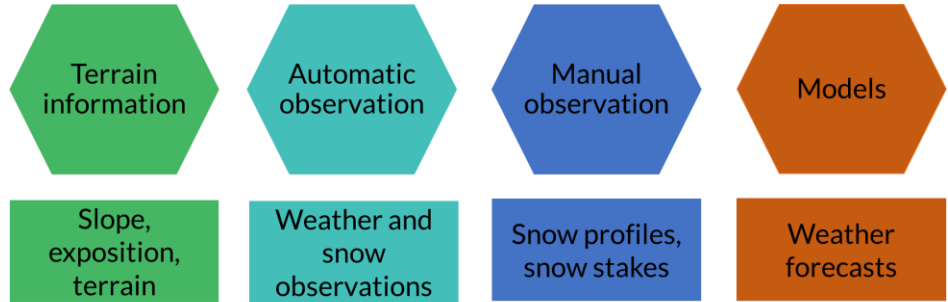 Terrain
information
Automatic
observation
Manual
observation
Models
Slope,
exposition,
terrain
Weather and
snow
observations
Snow profiles,
snow stakes
Weather
forecasts